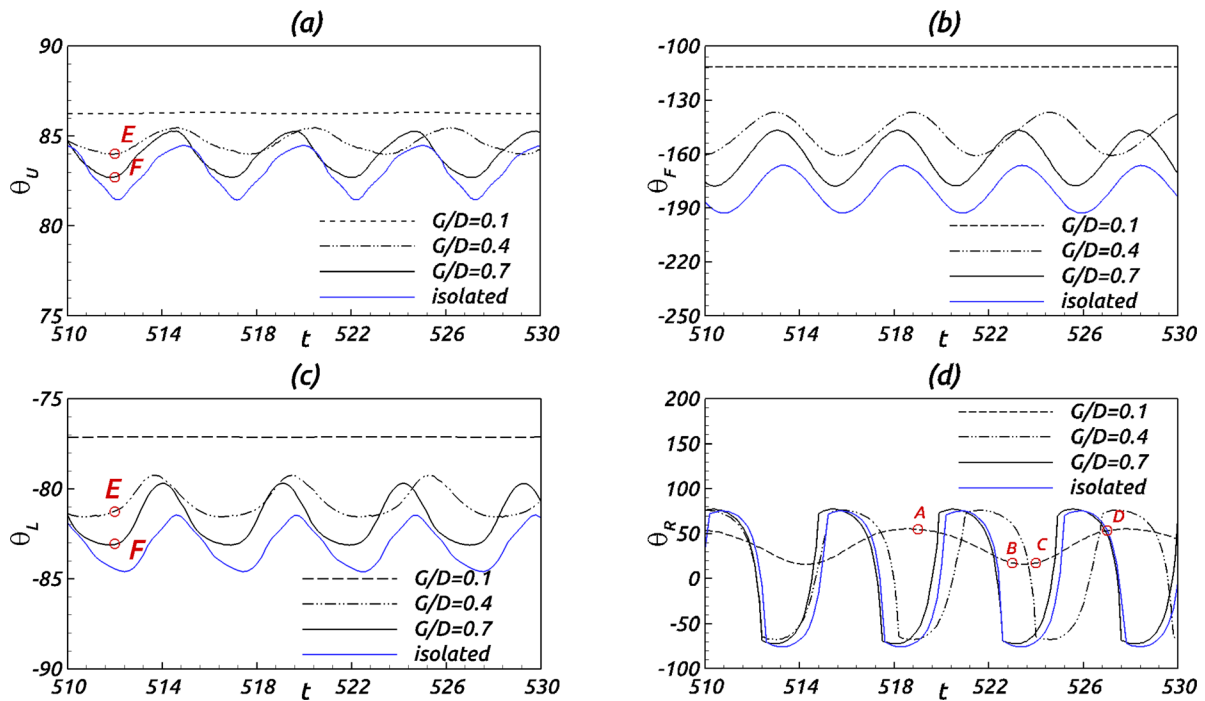 (a)
90
85
80
75
θU
E
F
G/D=0.1
G/D=0.4
G/D=0.7
isolated
510 514 518 522 526 530
t
(b)
-100
-130
-160
-190
-220
-250
θF
G/D=0.1
G/D=0.4
G/D=0.7
isolated
510 514 518 522 526 530
t
(c)
-75
-80
-85
-90
θL
E
F
G/D=0.1
G/D=0.4
G/D=0.7
isolated
510 514 518 522 526 530
t
(d)
200
150
100
50
0
-50
-100
θR
G/D=0.1
G/D=0.4
G/D=0.7
isolated
A
B
C
D
510 514 518 522 526 530
t